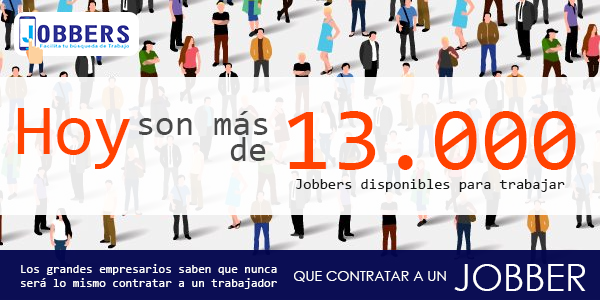 JOBBERS
Facilita tu búsqueda de Trabajo
Hoy son más de 13.000
Jobbers disponibles para trabajar
Los grandes empresarios saben que nunca
será lo mismo contratar a un trabajador
QUE CONTRATAR A UN JOBBER